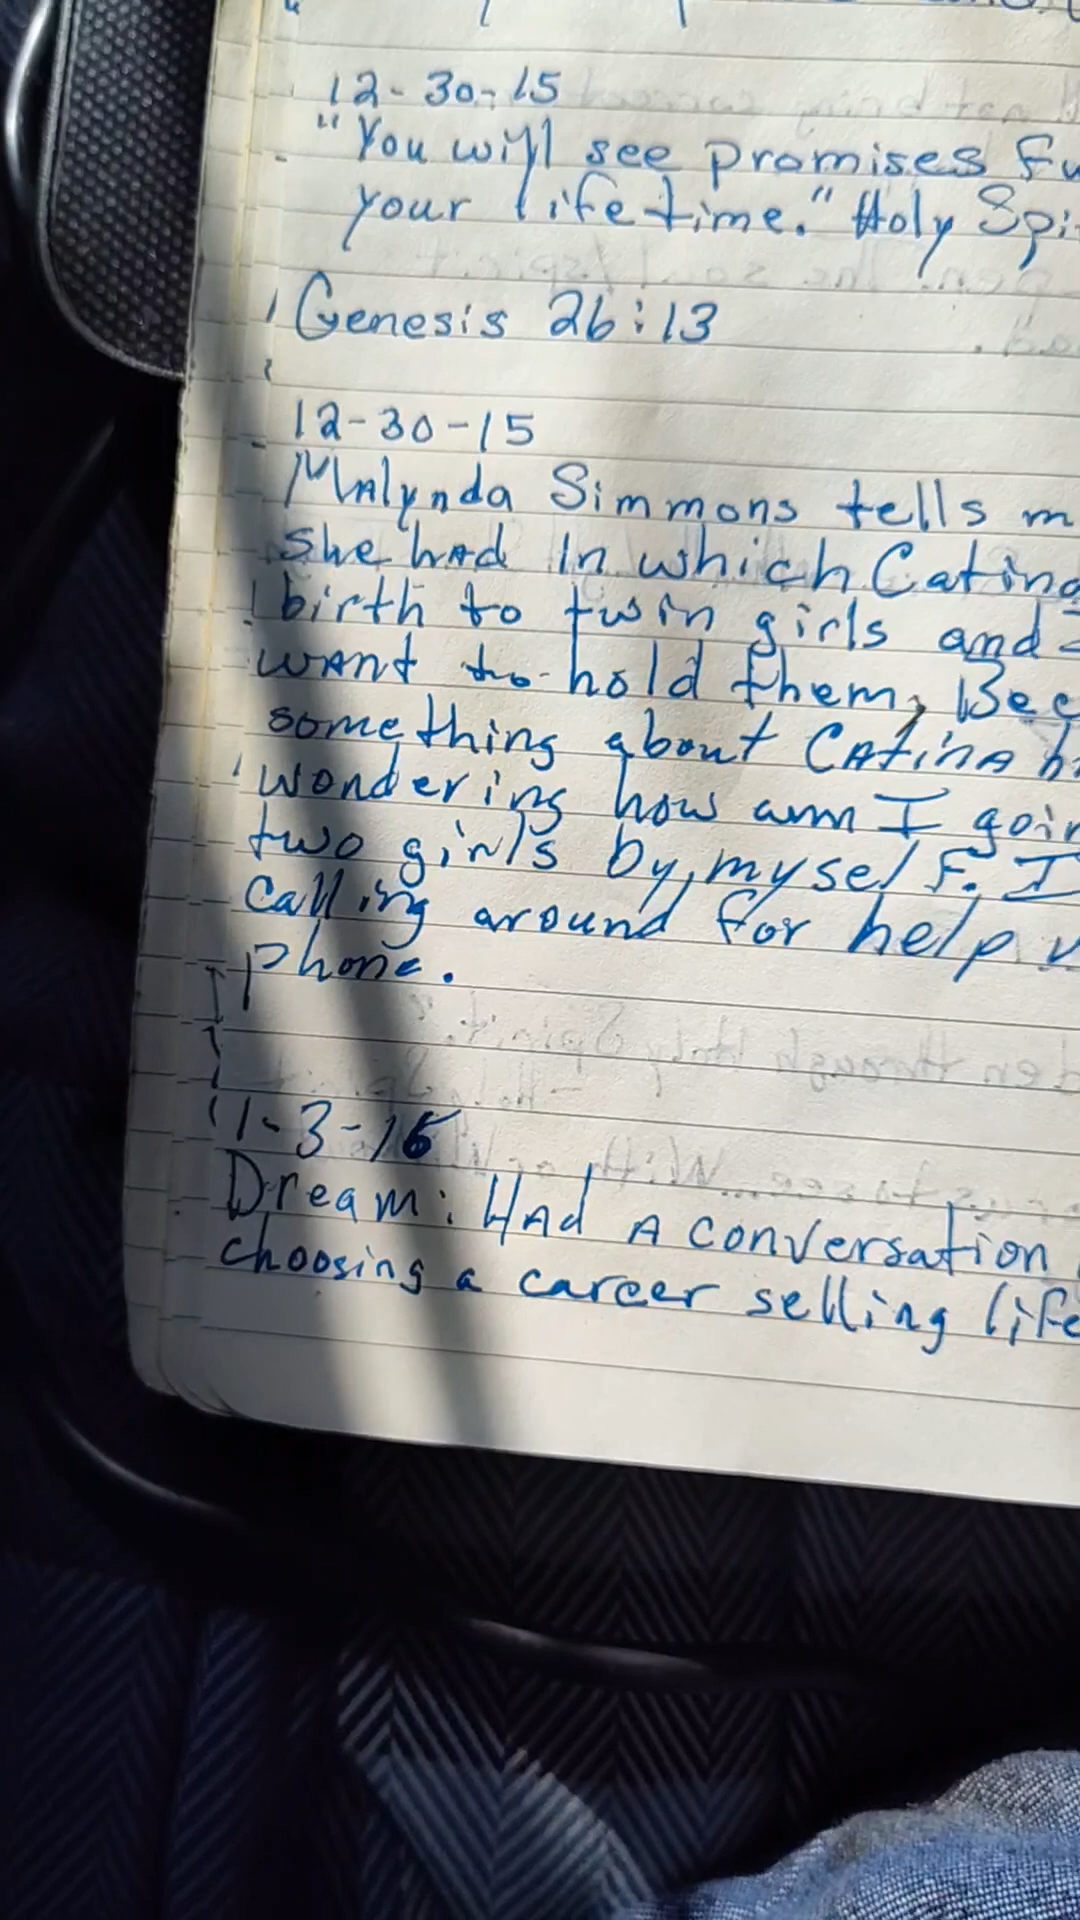 12-30-15
"You will see promises fu
your lifetime." Holy Spi
Genesis 26:13
12-30-15
Malynda Simmons tells m
she had in which Catina
birth to twin girls and
want to hold them, Bec
something about Catina h
wondering how am I goin
two girls by myself. I
calling around for help
phone.
1-3-16
Dream: Had a conversation
choosing a career selling life